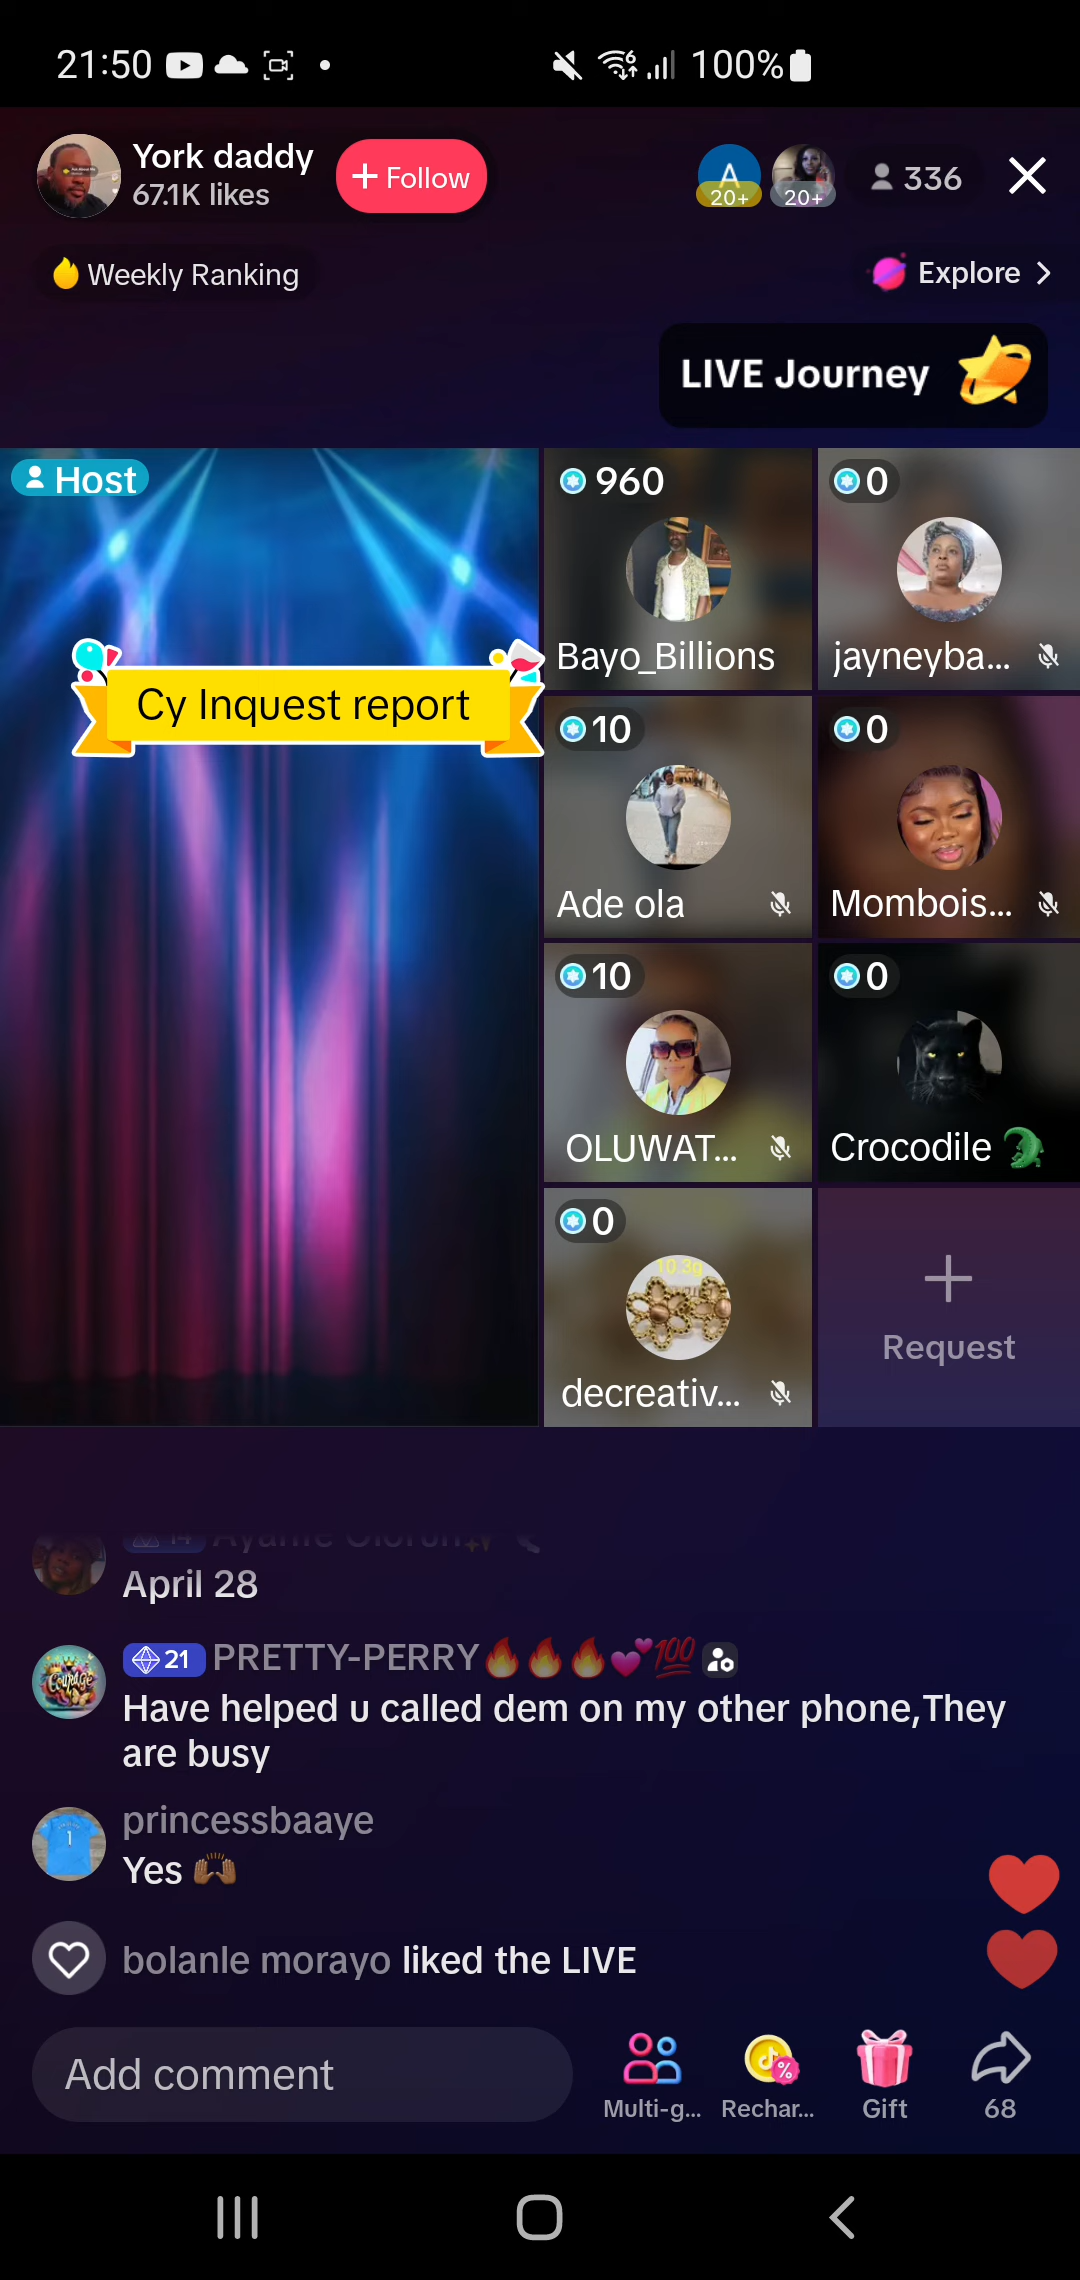 21:50
100%
York daddy
67.1K likes
+ Follow
A
20+
20+
336
Weekly Ranking
Explore
LIVE Journey
Host
Cy Inquest report
960
Bayo_Billions
0
jayneyba...
10
Ade ola
0
Mombois...
10
OLUWAT...
0
Crocodile 🐊
0
10.3g
decreativ...
Request
April 28
21 PRETTY-PERRY🔥🔥🔥💕💯
Have helped u called dem on my other phone,They
are busy
princessbaaye
Yes 🙌🏾
bolanle morayo liked the LIVE
Add comment
Multi-g...
Rechar...
Gift
68